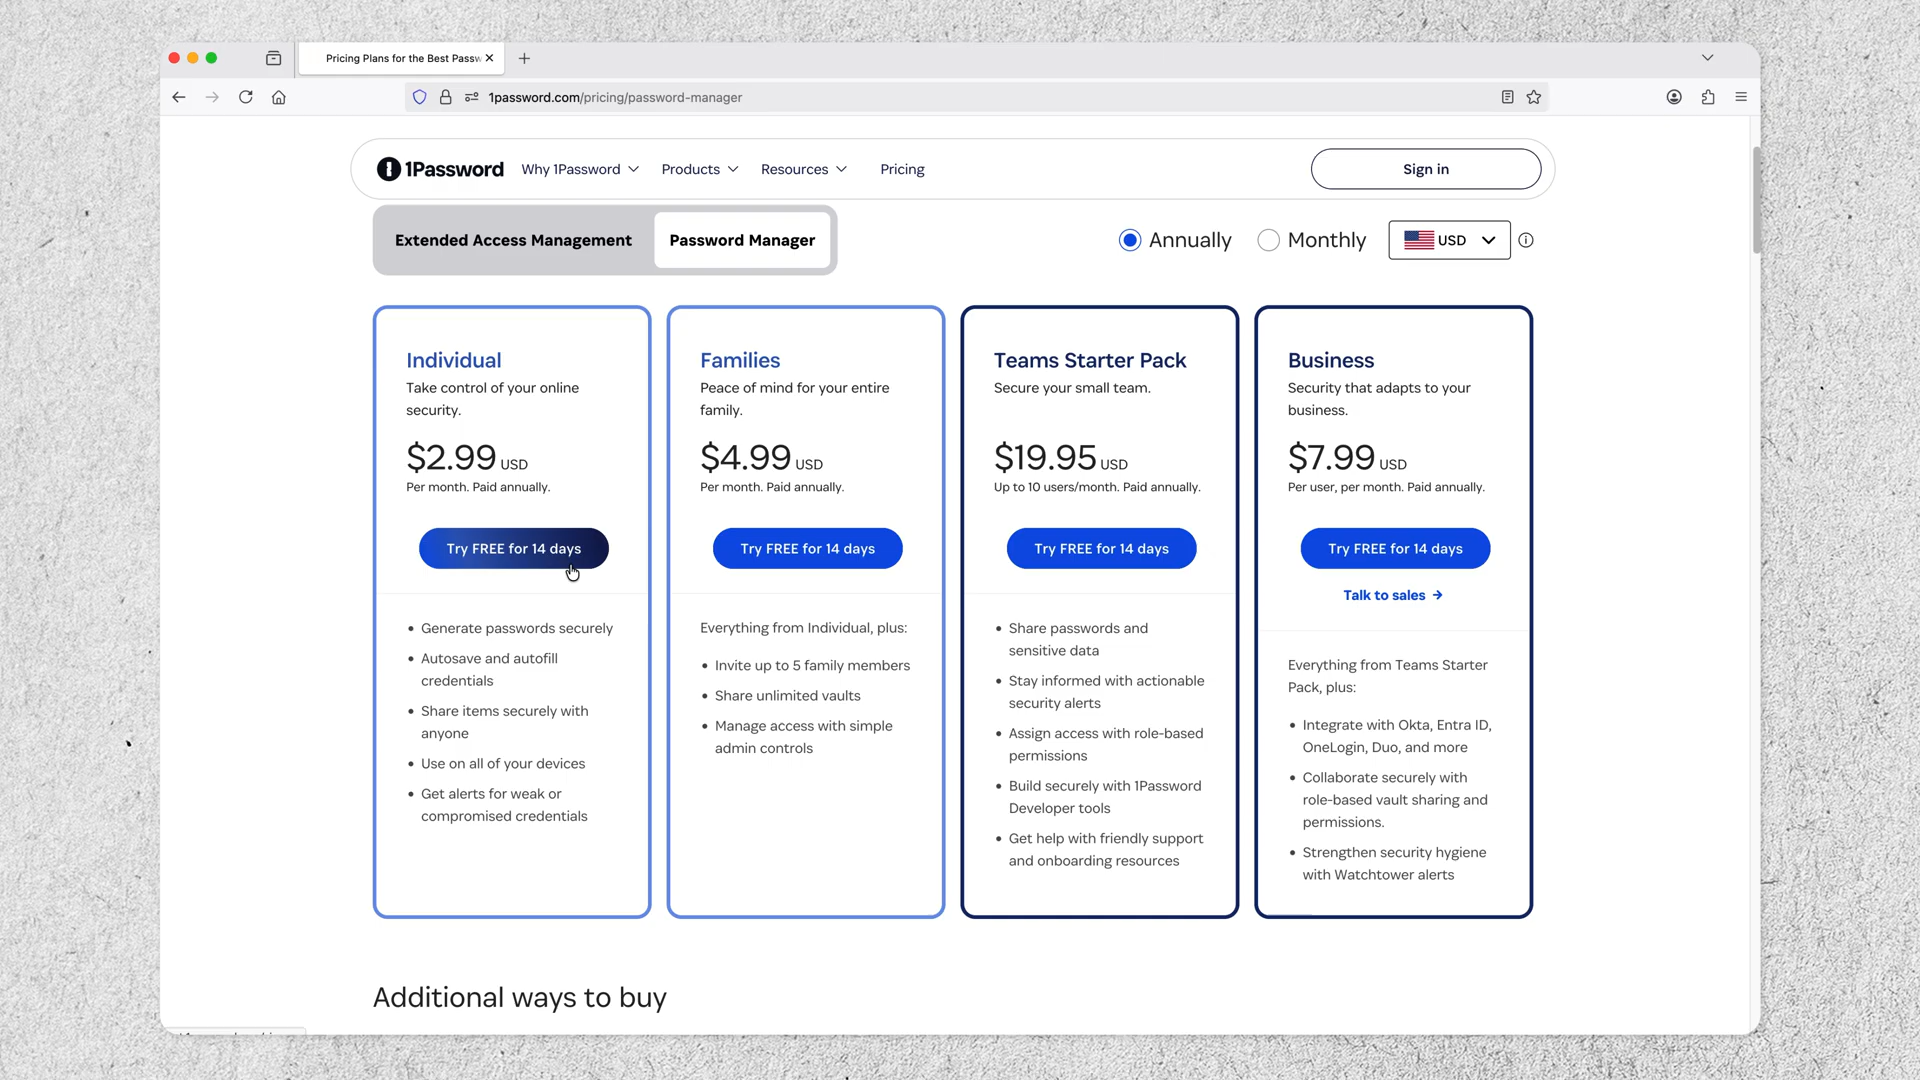 Pricing Plans for the Best Passw
1password.com/pricing/password-manager
1Password
Why 1Password
Products
Resources
Pricing
Sign in
Extended Access Management
Password Manager
Annually
Monthly
USD
Individual
Take control of your online
security.
$2.99 USD
Per month. Paid annually.
Try FREE for 14 days
• Generate passwords securely
• Autosave and autofill
credentials
• Share items securely with
anyone
• Use on all of your devices
• Get alerts for weak or
compromised credentials
Families
Peace of mind for your entire
family.
$4.99 USD
Per month. Paid annually.
Try FREE for 14 days
Everything from Individual, plus:
• Invite up to 5 family members
• Share unlimited vaults
• Manage access with simple
admin controls
Teams Starter Pack
Secure your small team.
$19.95 USD
Up to 10 users/month. Paid annually.
Try FREE for 14 days
• Share passwords and
sensitive data
• Stay informed with actionable
security alerts
• Assign access with role-based
permissions
• Build securely with 1Password
Developer tools
• Get help with friendly support
and onboarding resources
Business
Security that adapts to your
business.
$7.99 USD
Per user, per month. Paid annually.
Try FREE for 14 days
Talk to sales →
Everything from Teams Starter
Pack, plus:
• Integrate with Okta, Entra ID,
OneLogin, Duo, and more
• Collaborate securely with
role-based vault sharing and
permissions.
• Strengthen security hygiene
with Watchtower alerts
Additional ways to buy